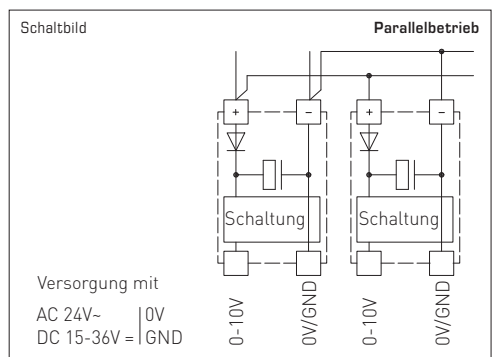 Schaltbild
Parallelbetrieb
+
–
+
–
Schaltung
Schaltung
Versorgung mit
AC 24V~ | 0V
DC 15-36V = | GND
0-10V
0V/GND
0-10V
0V/GND